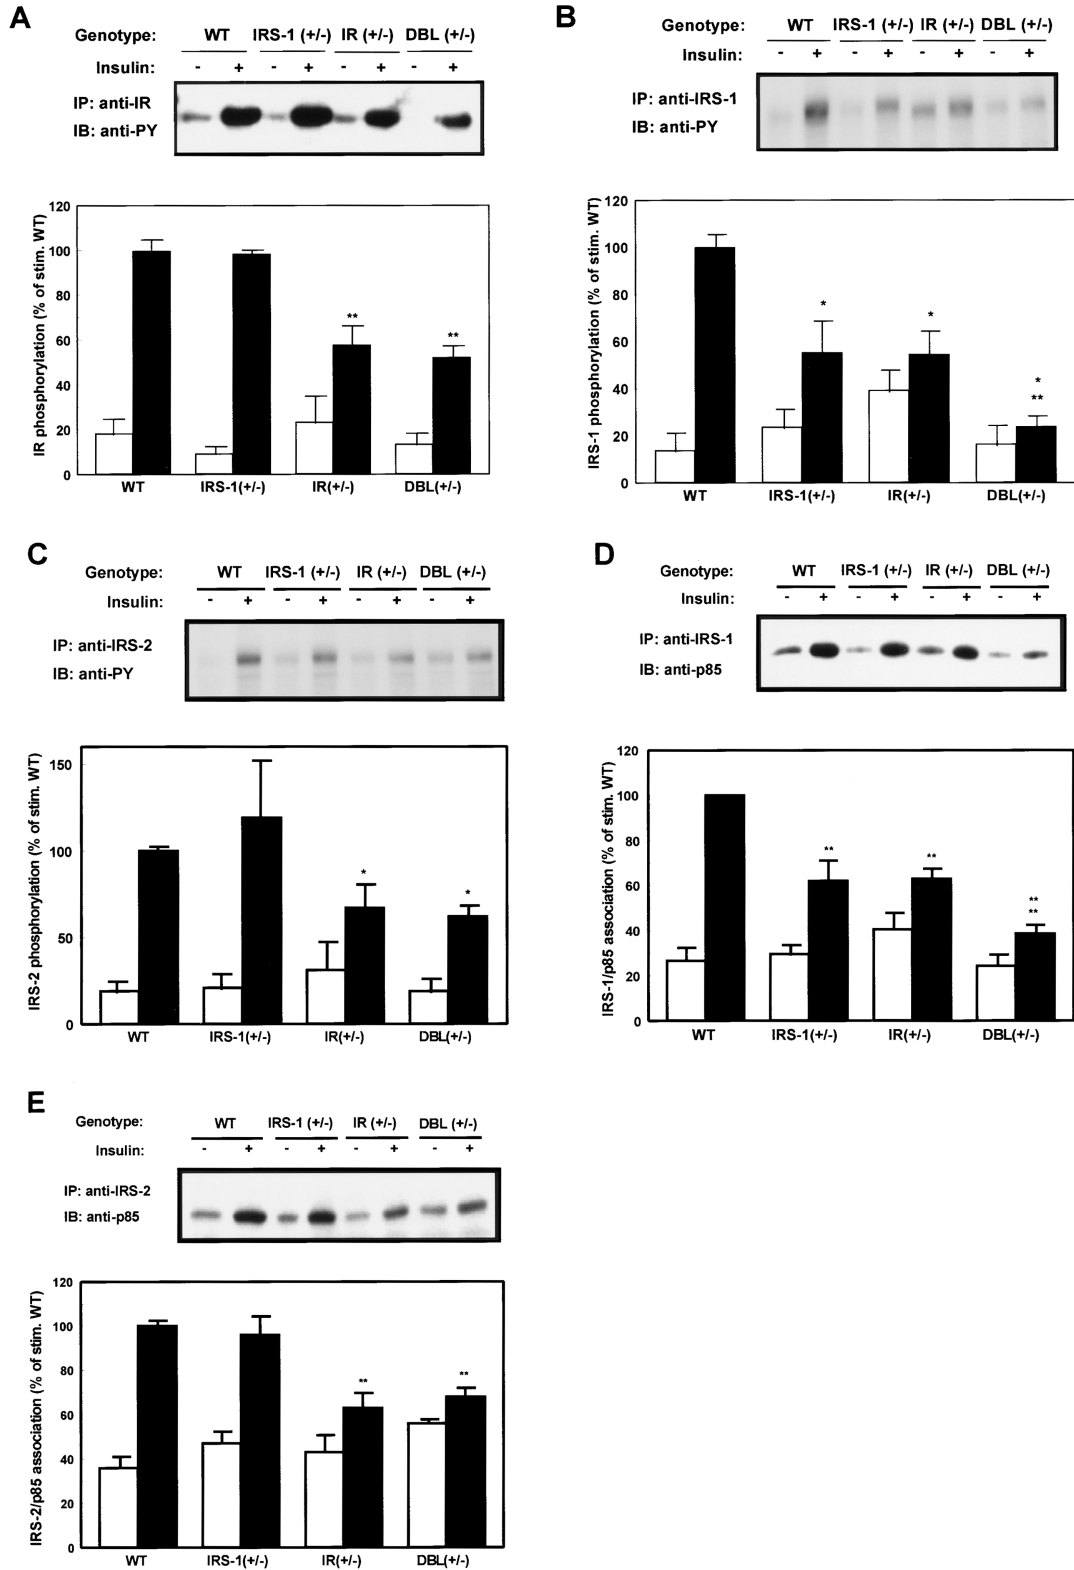 A
Genotype: WT IRS-1 (+/-) IR (+/-) DBL (+/-)
Insulin: - + - + - + - +
IP: anti-IR
IB: anti-PY
IR phosphorylation (% of stim. WT)
120
100
80
60
40
20
0
**
**
WT IRS-1(+/-) IR(+/-) DBL(+/-)
B
Genotype: WT IRS-1 (+/-) IR (+/-) DBL (+/-)
Insulin: - + - + - + - +
IP: anti-IRS-1
IB: anti-PY
IRS-1 phosphorylation (% of stim. WT)
120
100
80
60
40
20
0
*
*
*
**
WT IRS-1(+/-) IR(+/-) DBL(+/-)
C
Genotype: WT IRS-1 (+/-) IR (+/-) DBL (+/-)
Insulin: - + - + - + - +
IP: anti-IRS-2
IB: anti-PY
IRS-2 phosphorylation (% of stim. WT)
150
100
50
0
*
*
WT IRS-1(+/-) IR(+/-) DBL(+/-)
D
Genotype: WT IRS-1 (+/-) IR (+/-) DBL (+/-)
Insulin: - + - + - + - +
IP: anti-IRS-1
IB: anti-p85
IRS-1/p85 association (% of stim. WT)
120
100
80
60
40
20
0
**
**
**
**
WT IRS-1(+/-) IR(+/-) DBL(+/-)
E
Genotype: WT IRS-1 (+/-) IR (+/-) DBL (+/-)
Insulin: - + - + - + - +
IP: anti-IRS-2
IB: anti-p85
IRS-2/p85 association (% of stim. WT)
120
100
80
60
40
20
0
**
**
WT IRS-1(+/-) IR(+/-) DBL(+/-)